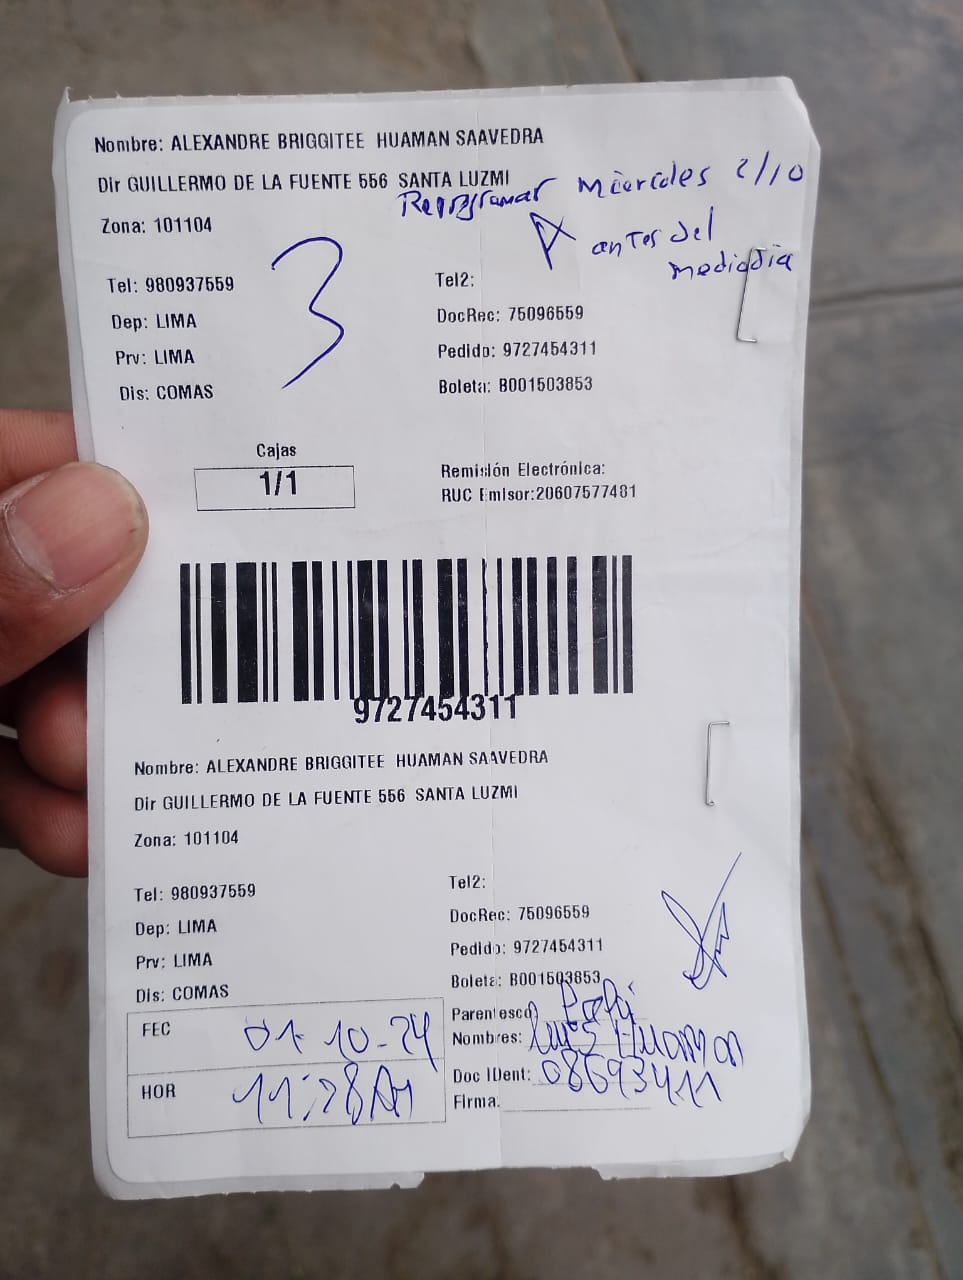 Nombre: ALEXANDRE BRIGGITEE HUAMAN SAAVEDRA
Dir GUILLERMO DE LA FUENTE 556 SANTA LUZMI
Reprogramar Miercoles 2/10
antes del
mediodia
Zona: 101104
3
Tel: 980937559
Tel2:
Dep: LIMA
DocRec: 75096559
Prv: LIMA
Pedido: 9727454311
Dis: COMAS
Boleta: B001503853
Cajas
1/1
Remisión Electrónica:
RUC Emisor:20607577481
9727454311
Nombre: ALEXANDRE BRIGGITEE HUAMAN SAAVEDRA
Dir GUILLERMO DE LA FUENTE 556 SANTA LUZMI
Zona: 101104
Tel: 980937559
Tel2:
Dep: LIMA
DocRec: 75096559
Prv: LIMA
Pedido: 9727454311
Dis: COMAS
Boleta: B001503853
FEC 01-10-24
Parentesco
Nombres: Luis Huaman
HOR 11:28 AM
Doc IDent: 08693411
Firma: